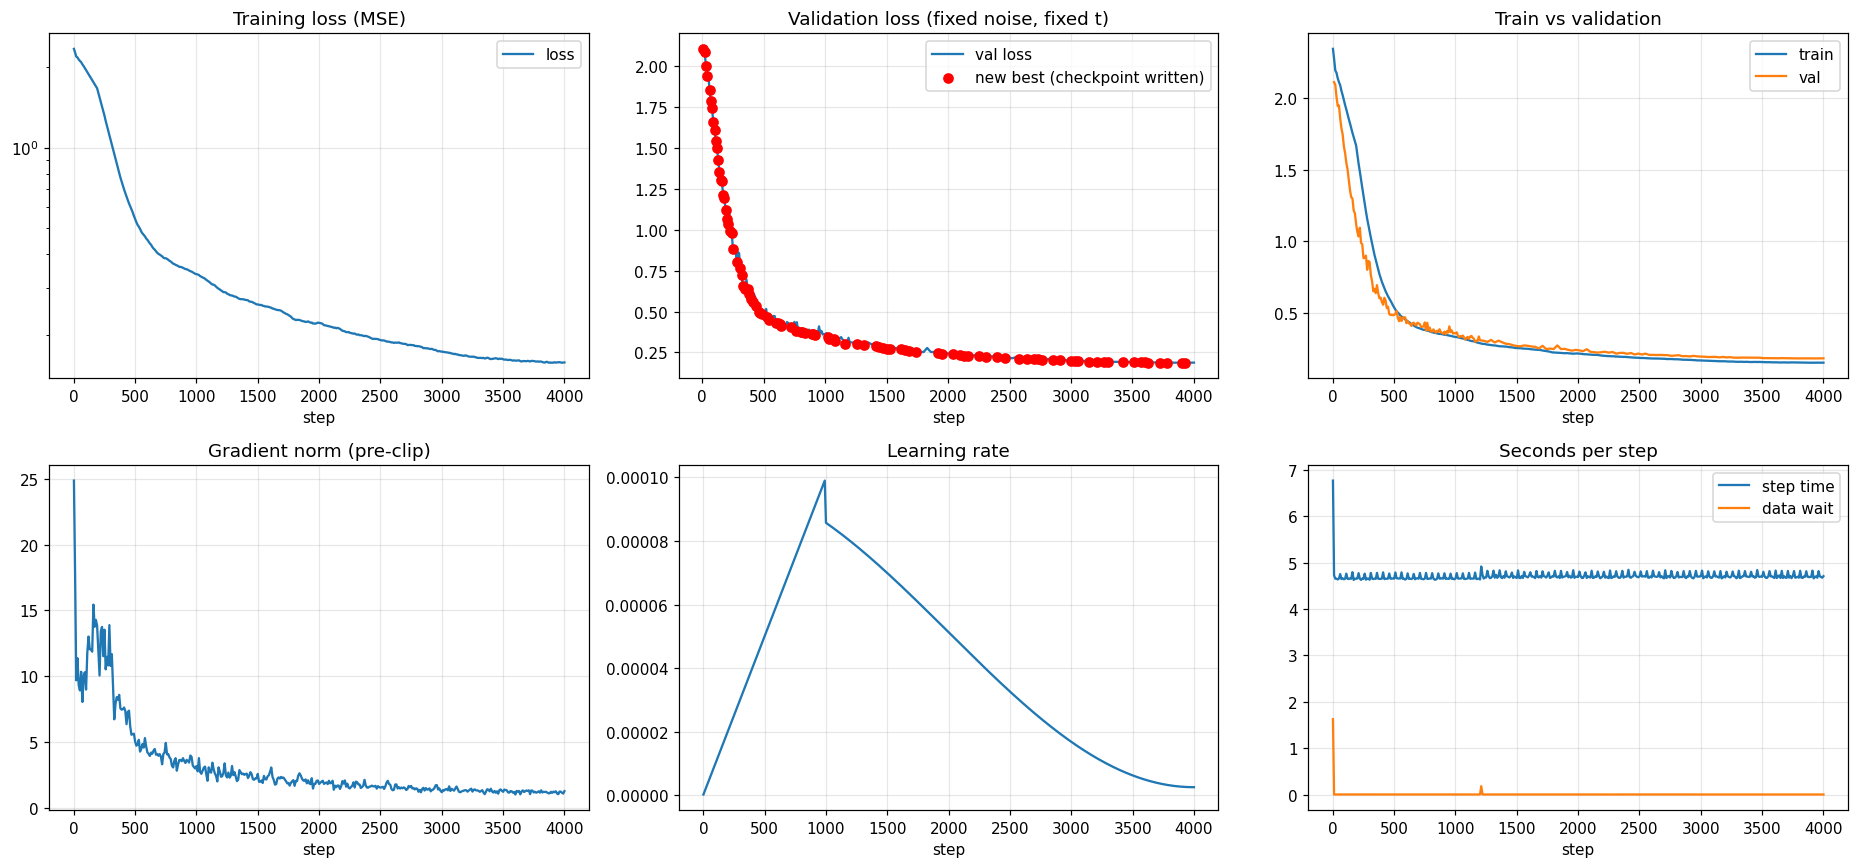 Training loss (MSE)
loss
10⁰
0 500 1000 1500 2000 2500 3000 3500 4000
step
Validation loss (fixed noise, fixed t)
val loss
new best (checkpoint written)
2.00
1.75
1.50
1.25
1.00
0.75
0.50
0.25
0 500 1000 1500 2000 2500 3000 3500 4000
step
Train vs validation
train
val
2.0
1.5
1.0
0.5
0 500 1000 1500 2000 2500 3000 3500 4000
step
Gradient norm (pre-clip)
25
20
15
10
5
0
0 500 1000 1500 2000 2500 3000 3500 4000
step
Learning rate
0.00010
0.00008
0.00006
0.00004
0.00002
0.00000
0 500 1000 1500 2000 2500 3000 3500 4000
step
Seconds per step
step time
data wait
7
6
5
4
3
2
1
0
0 500 1000 1500 2000 2500 3000 3500 4000
step